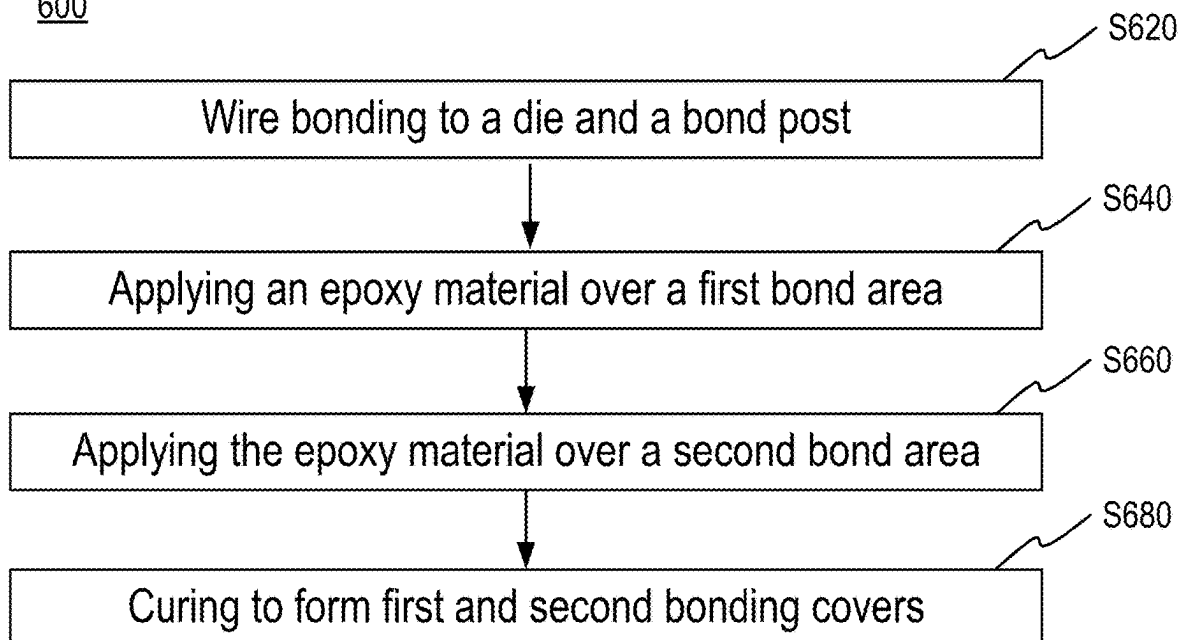 600
S620
Wire bonding to a die and a bond post
S640
Applying an epoxy material over a first bond area
S660
Applying the epoxy material over a second bond area
S680
Curing to form first and second bonding covers